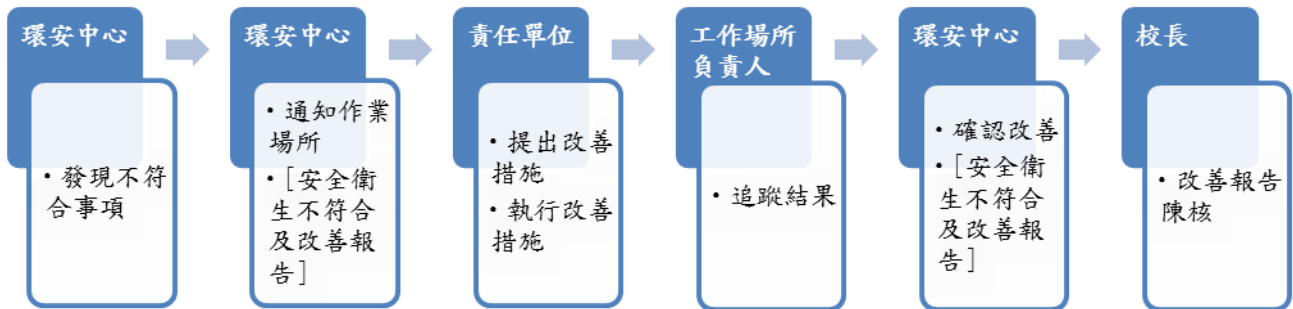 環安中心
• 發現不符
合事項
環安中心
• 通知作業
場所
• [安全衛
生不符合
及改善報
告]
責任單位
• 提出改善
措施
• 執行改善
措施
工作場所
負責人
• 追蹤結果
環安中心
• 確認改善
• [安全衛
生不符合
及改善報
告]
校長
• 改善報告
陳核